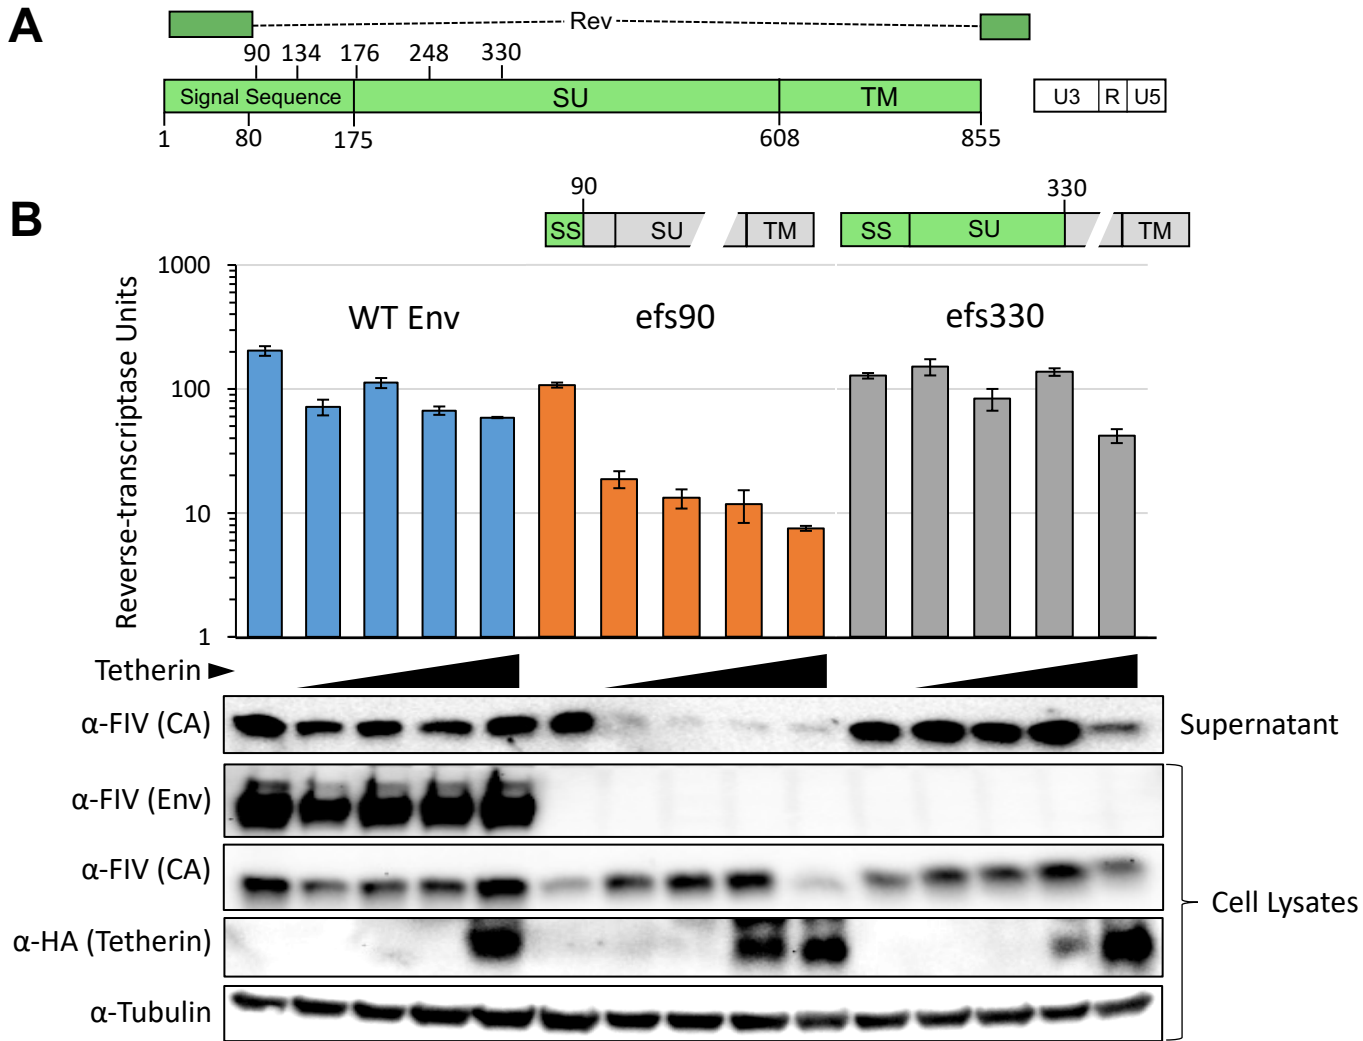 A
Rev
90 134 176 248 330
Signal Sequence SU TM U3 R U5
1 80 175 608 855
B
90 330
SS SU TM SS SU TM
1000
WT Env efs90 efs330
100
10
1
Reverse-transcriptase Units
Tetherin
α-FIV (CA) Supernatant
α-FIV (Env)
α-FIV (CA)
Cell Lysates
α-HA (Tetherin)
α-Tubulin